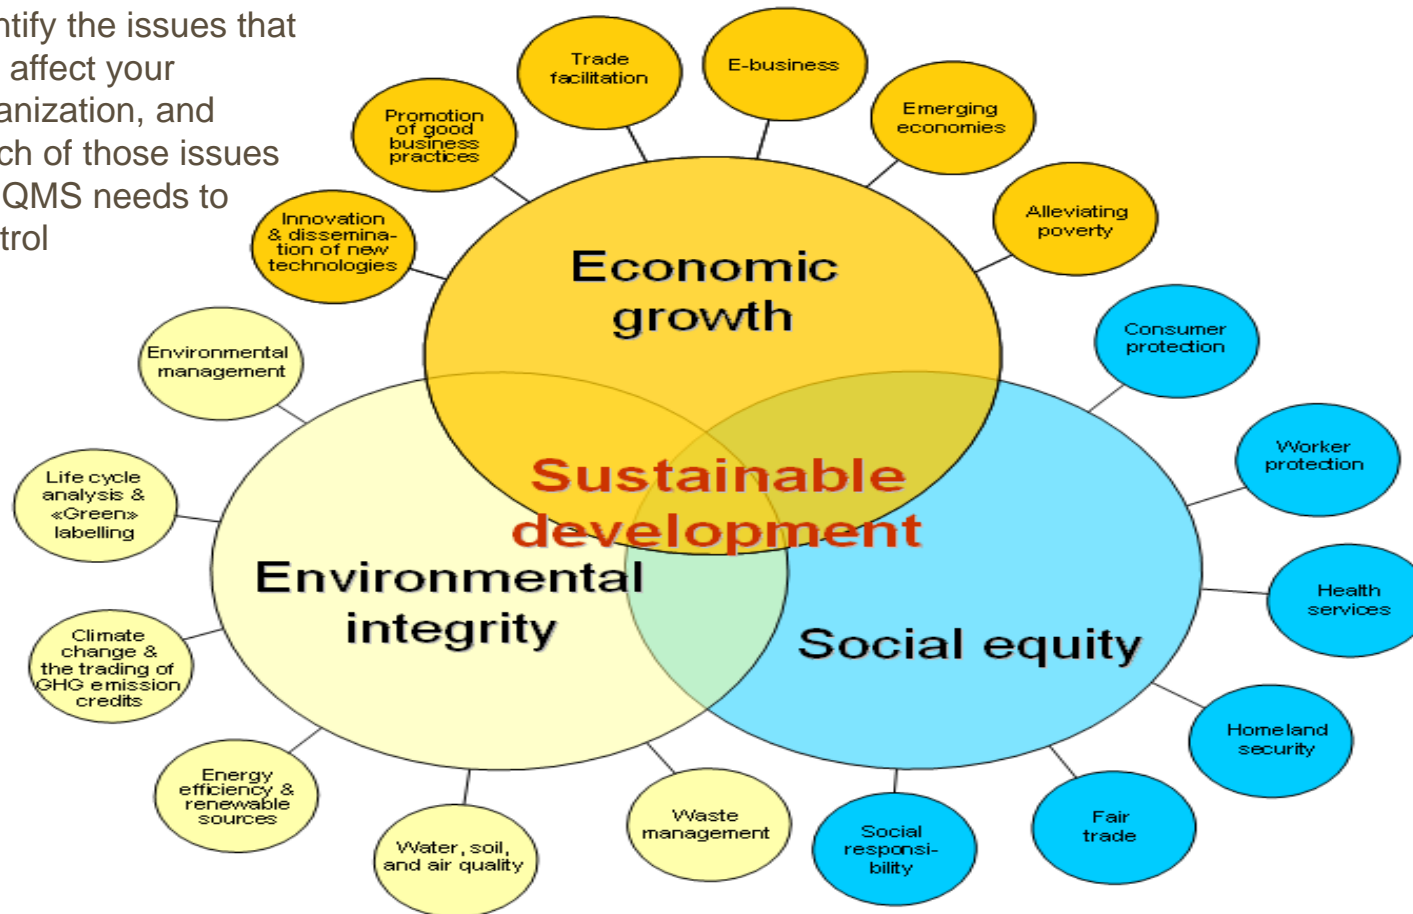 ntify the issues that
affect your
anization, and
ch of those issues
QMS needs to
trol
Trade
facilitation
E-business
Promotion
of good
business
practices
Emerging
economies
Innovation
& dissemina-
tion of new
technologies
Alleviating
poverty
Economic
growth
Environmental
management
Consumer
protection
Life cycle
analysis &
«Green»
labelling
Worker
protection
Sustainable
development
Environmental
integrity
Social equity
Health
services
Climate
change &
the trading of
GHG emission
credits
Homeland
security
Energy
efficiency &
renewable
sources
Water, soil,
and air quality
Waste
management
Social
responsi-
bility
Fair
trade